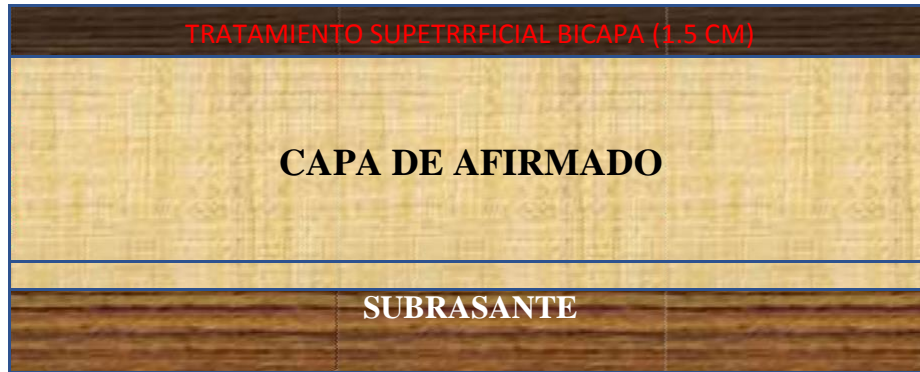 TRATAMIENTO SUPETRRFICIAL BICAPA (1.5 CM)
CAPA DE AFIRMADO
SUBRASANTE